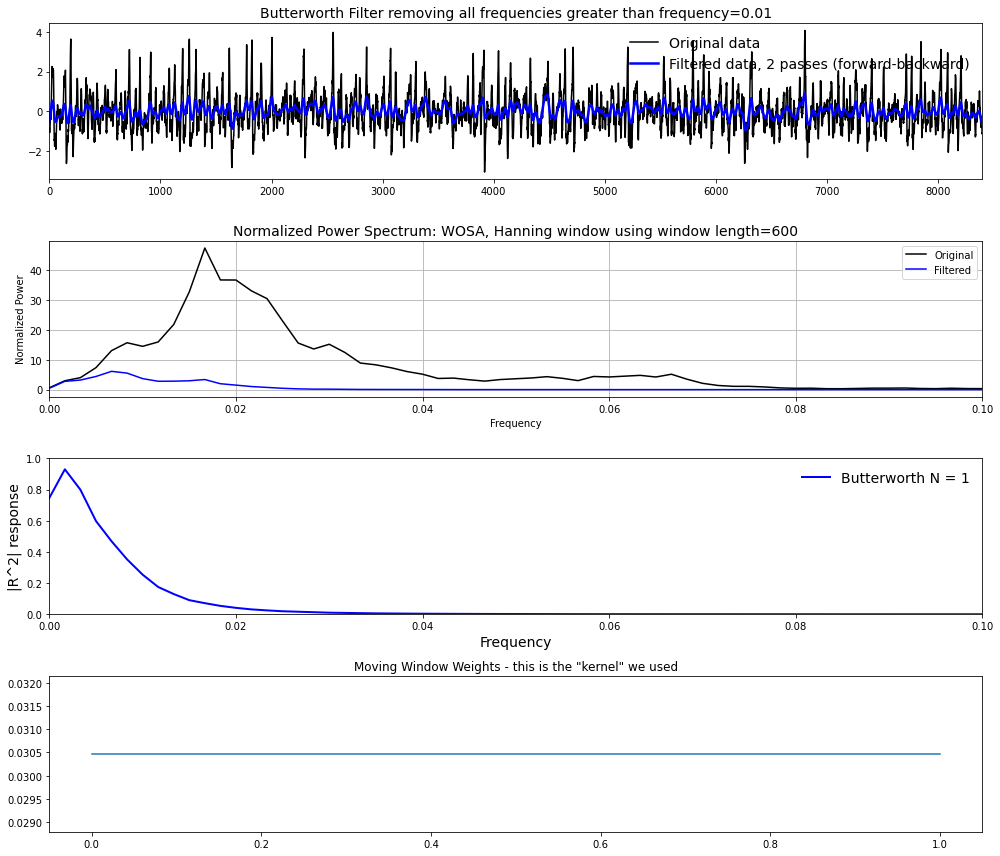 Butterworth Filter removing all frequencies greater than frequency=0.01
4
2
0
−2
Original data
Filtered data, 2 passes (forward-backward)
0 1000 2000 3000 4000 5000 6000 7000 8000
Normalized Power Spectrum: WOSA, Hanning window using window length=600
Normalized Power
40
30
20
10
0
Original
Filtered
0.00 0.02 0.04 0.06 0.08 0.10
Frequency
|R^2| response
1.0
0.8
0.6
0.4
0.2
0.0
Butterworth N = 1
0.00 0.02 0.04 0.06 0.08 0.10
Frequency
Moving Window Weights - this is the "kernel" we used
0.0320
0.0315
0.0310
0.0305
0.0300
0.0295
0.0290
0.0 0.2 0.4 0.6 0.8 1.0